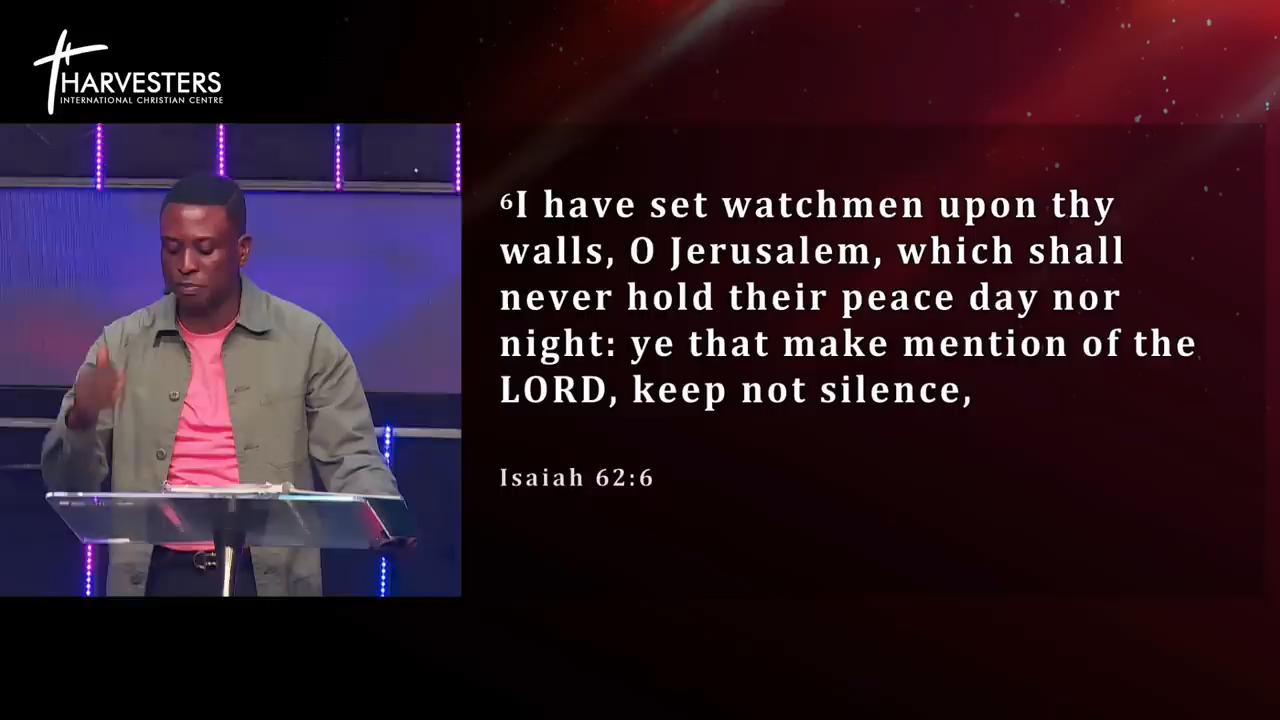 HARVESTERS
INTERNATIONAL CHRISTIAN CENTRE
⁶I have set watchmen upon thy
walls, O Jerusalem, which shall
never hold their peace day nor
night: ye that make mention of the
LORD, keep not silence,
Isaiah 62:6